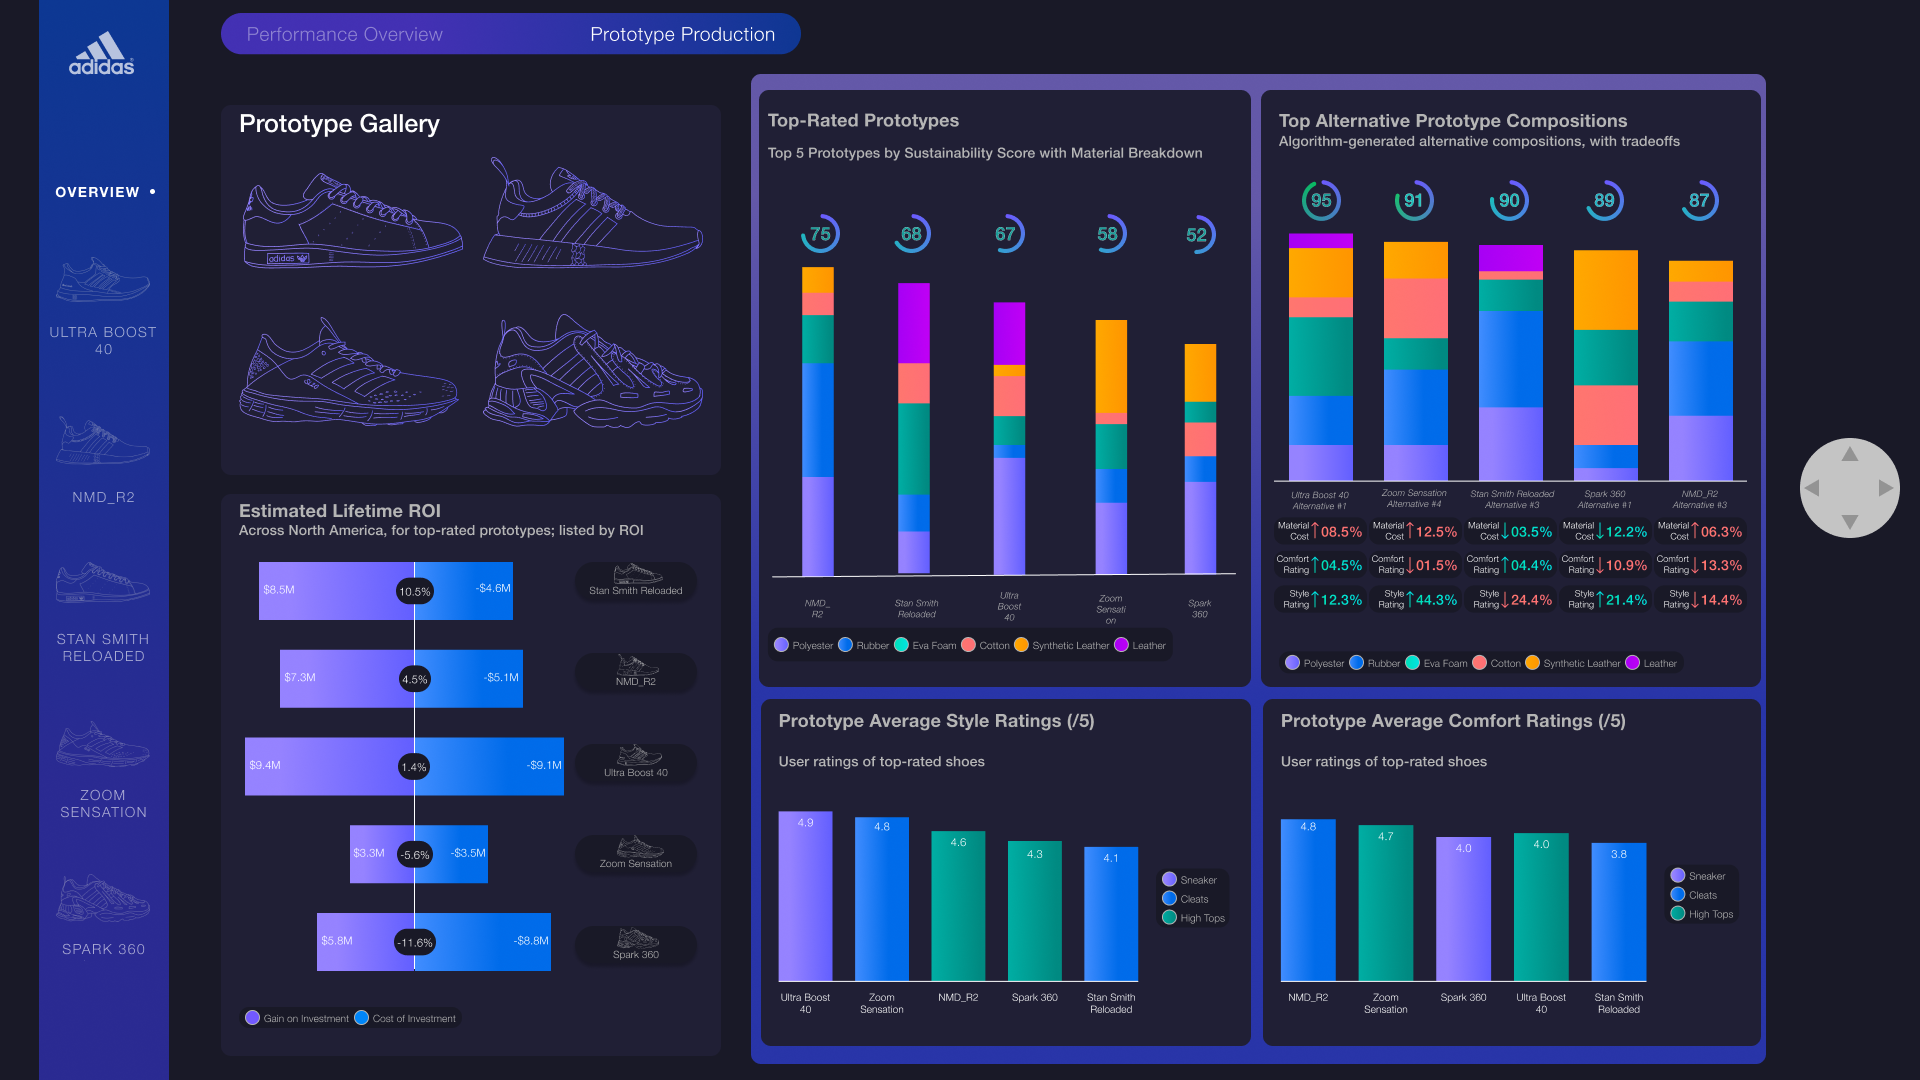 adidas
Performance Overview
Prototype Production
OVERVIEW •
ULTRA BOOST
40
NMD_R2
STAN SMITH
RELOADED
ZOOM
SENSATION
SPARK 360
Prototype Gallery
adidas
Estimated Lifetime ROI
Across North America, for top-rated prototypes; listed by ROI
$8.5M
10.5%
-$4.6M
Stan Smith Reloaded
$7.3M
4.5%
-$5.1M
NMD_R2
$9.4M
1.4%
-$9.1M
Ultra Boost 40
$3.3M
-5.6%
-$3.5M
Zoom Sensation
$5.8M
-11.6%
-$8.8M
Spark 360
Gain on Investment
Cost of Investment
Top-Rated Prototypes
Top 5 Prototypes by Sustainability Score with Material Breakdown
75
68
67
58
52
NMD_
R2
Stan Smith
Reloaded
Ultra
Boost
40
Zoom
Sensati
on
Spark
360
Polyester
Rubber
Eva Foam
Cotton
Synthetic Leather
Leather
Top Alternative Prototype Compositions
Algorithm-generated alternative compositions, with tradeoffs
95
91
90
89
87
Ultra Boost 40
Alternative #1
Zoom Sensation
Alternative #4
Stan Smith Reloaded
Alternative #3
Spark 360
Alternative #1
NMD_R2
Alternative #3
Material
Cost
↑08.5%
Material
Cost
↑12.5%
Material
Cost
↓03.5%
Material
Cost
↓12.2%
Material
Cost
↑06.3%
Comfort
Rating
↑04.5%
Comfort
Rating
↓01.5%
Comfort
Rating
↑04.4%
Comfort
Rating
↓10.9%
Comfort
Rating
↓13.3%
Style
Rating
↑12.3%
Style
Rating
↑44.3%
Style
Rating
↓24.4%
Style
Rating
↑21.4%
Style
Rating
↓14.4%
Polyester
Rubber
Eva Foam
Cotton
Synthetic Leather
Leather
Prototype Average Style Ratings (/5)
User ratings of top-rated shoes
4.9
4.8
4.6
4.3
4.1
Ultra Boost
40
Zoom
Sensation
NMD_R2
Spark 360
Stan Smith
Reloaded
Sneaker
Cleats
High Tops
Prototype Average Comfort Ratings (/5)
User ratings of top-rated shoes
4.8
4.7
4.0
4.0
3.8
NMD_R2
Zoom
Sensation
Spark 360
Ultra Boost
40
Stan Smith
Reloaded
Sneaker
Cleats
High Tops